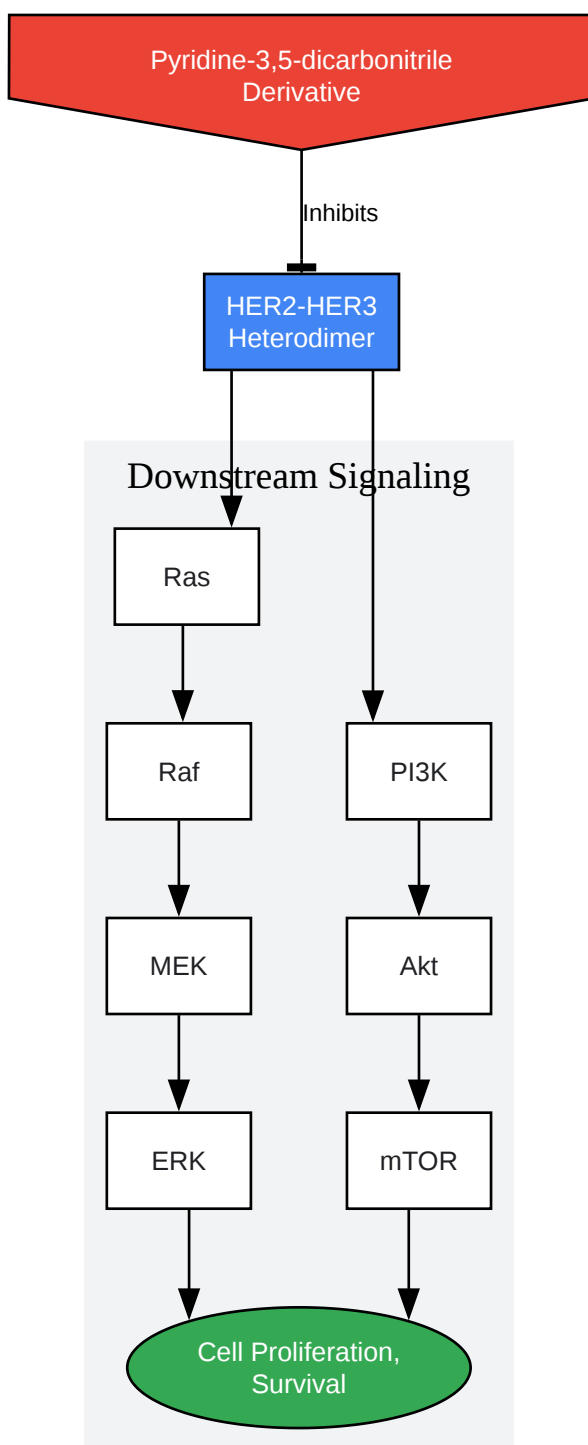 Pyridine-3,5-dicarbonitrile
Derivative
Inhibits
HER2-HER3
Heterodimer
Downstream Signaling
Ras
Raf
PI3K
MEK
Akt
ERK
mTOR
Cell Proliferation,
Survival